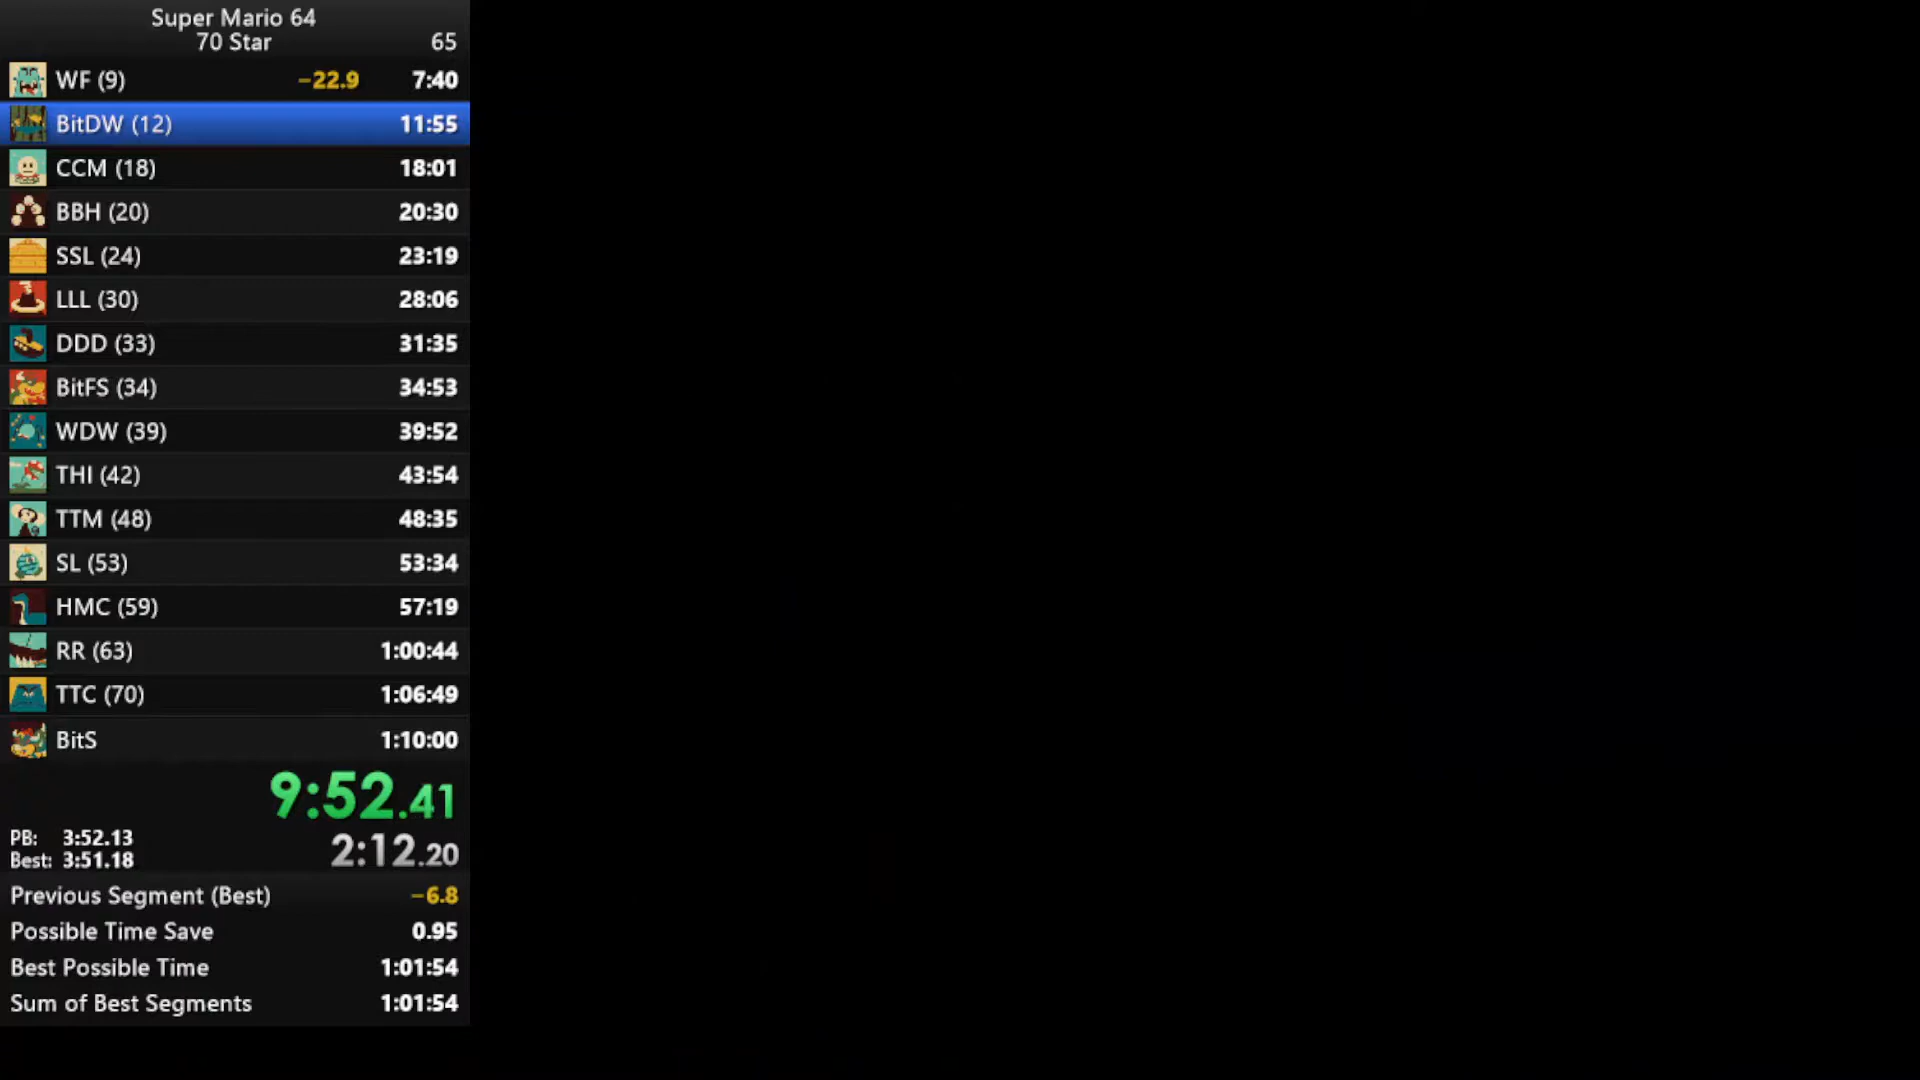 Super Mario 64
70 Star 65
WF (9) −22.9 7:40
BitDW (12) 11:55
CCM (18) 18:01
BBH (20) 20:30
SSL (24) 23:19
LLL (30) 28:06
DDD (33) 31:35
BitFS (34) 34:53
WDW (39) 39:52
THI (42) 43:54
TTM (48) 48:35
SL (53) 53:34
HMC (59) 57:19
RR (63) 1:00:44
TTC (70) 1:06:49
BitS 1:10:00
9:52.41
PB: 3:52.13
Best: 3:51.18
2:12.20
Previous Segment (Best) −6.8
Possible Time Save 0.95
Best Possible Time 1:01:54
Sum of Best Segments 1:01:54